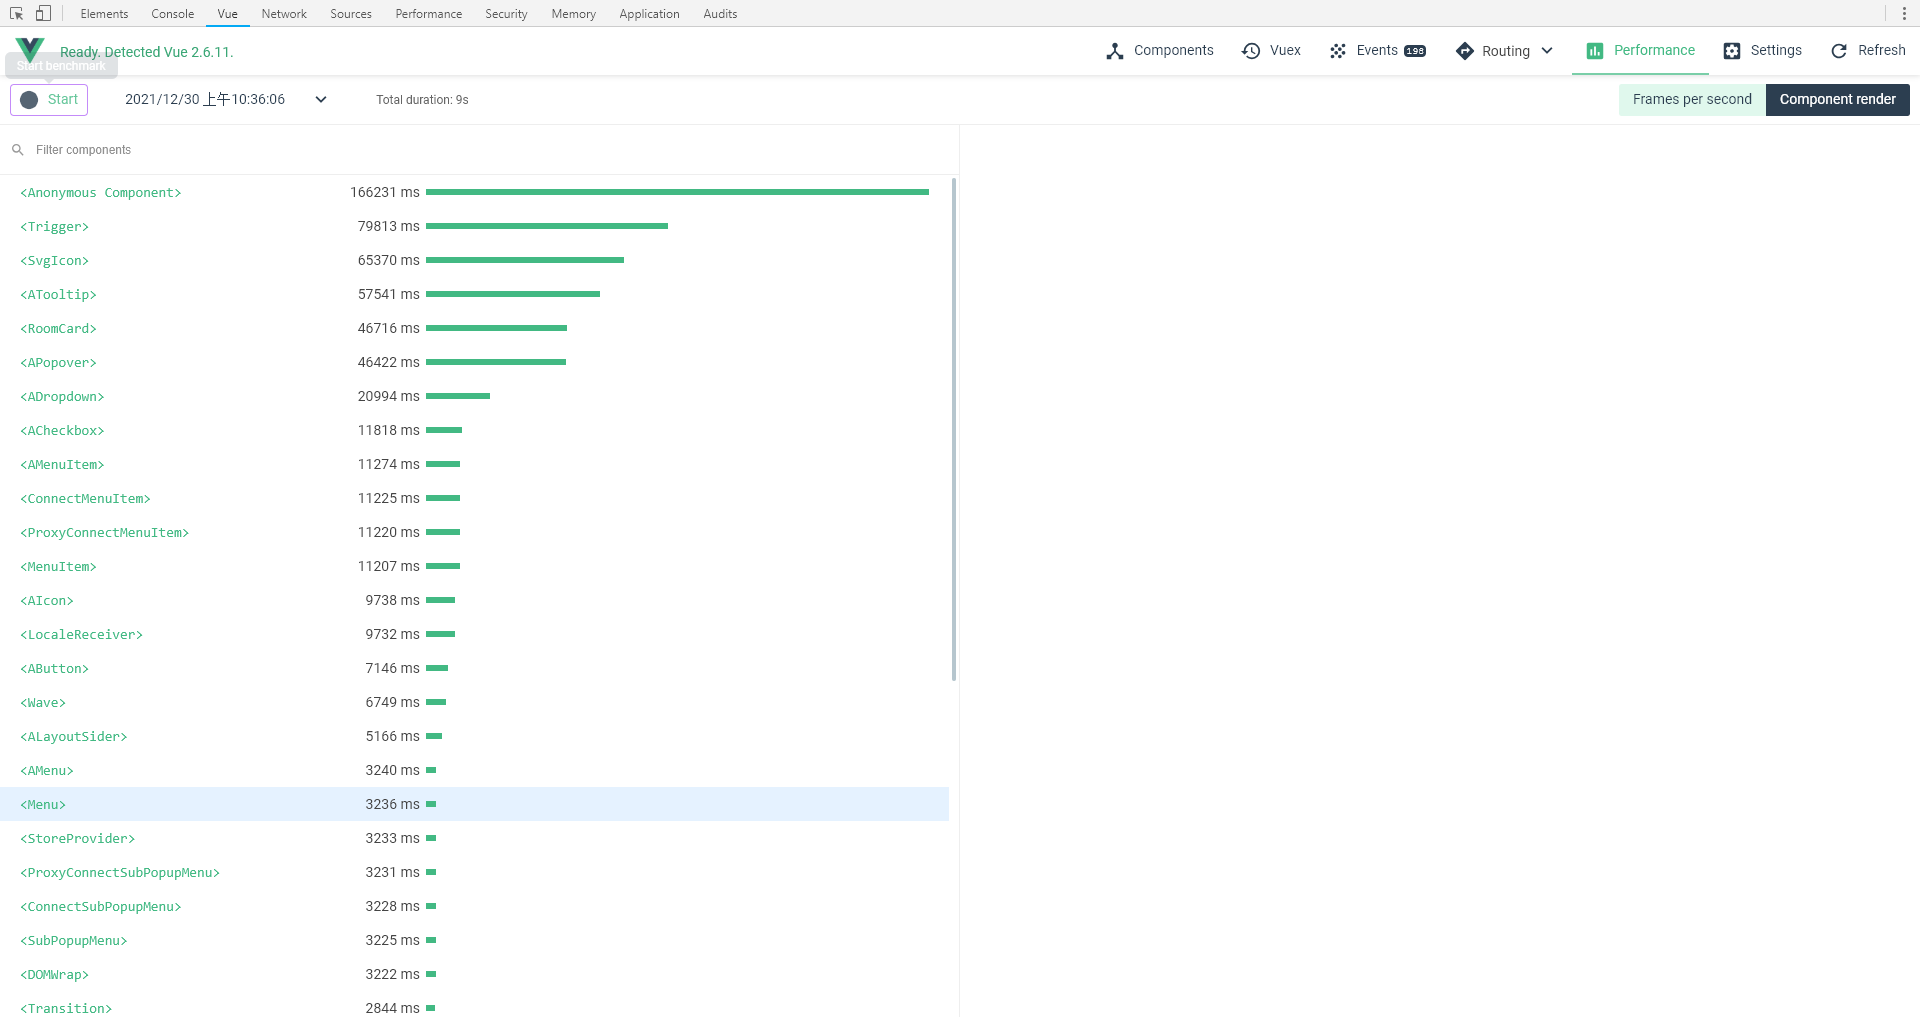 Elements Console Vue Network Sources Performance Security Memory Application Audits
Ready. Detected Vue 2.6.11.
Start benchmark
Components Vuex Events 198 Routing Performance Settings Refresh
Start 2021/12/30 上午10:36:06 Total duration: 9s Frames per second Component render
Filter components
<Anonymous Component> 166231 ms
<Trigger> 79813 ms
<SvgIcon> 65370 ms
<ATooltip> 57541 ms
<RoomCard> 46716 ms
<APopover> 46422 ms
<ADropdown> 20994 ms
<ACheckbox> 11818 ms
<AMenuItem> 11274 ms
<ConnectMenuItem> 11225 ms
<ProxyConnectMenuItem> 11220 ms
<MenuItem> 11207 ms
<AIcon> 9738 ms
<LocaleReceiver> 9732 ms
<AButton> 7146 ms
<Wave> 6749 ms
<ALayoutSider> 5166 ms
<AMenu> 3240 ms
<Menu> 3236 ms
<StoreProvider> 3233 ms
<ProxyConnectSubPopupMenu> 3231 ms
<ConnectSubPopupMenu> 3228 ms
<SubPopupMenu> 3225 ms
<DOMWrap> 3222 ms
<Transition> 2844 ms